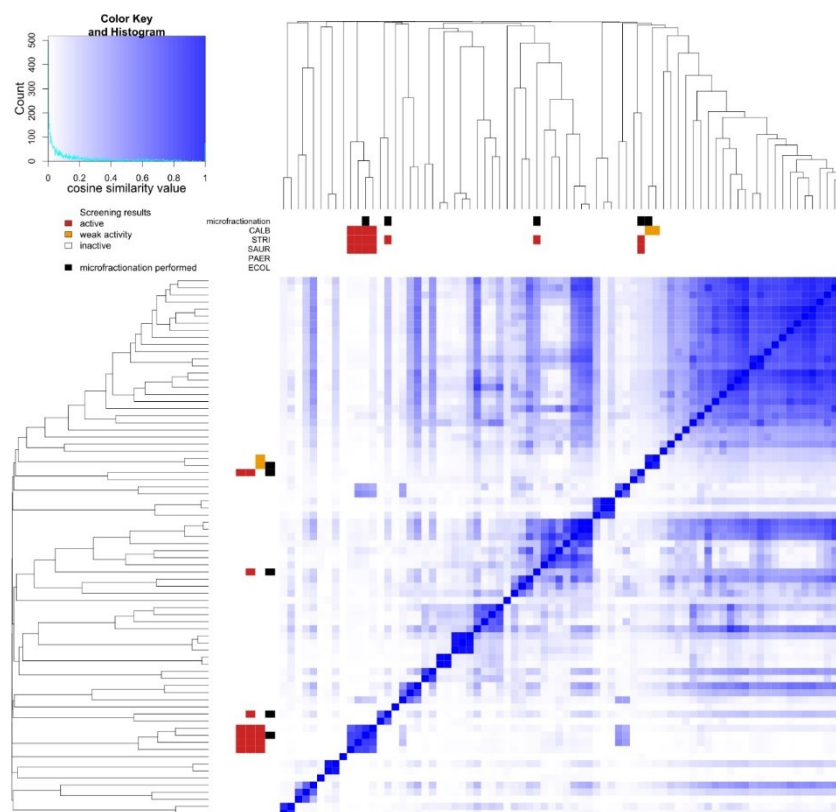 Color Key
and Histogram
Count
0 100 200 300 400 500
0 0.2 0.4 0.6 0.8 1
cosine similarity value
Screening results
active
weak activity
inactive
microfractionation performed
microfractionation
CALB
STRI
SAUR
PAER
ECOL